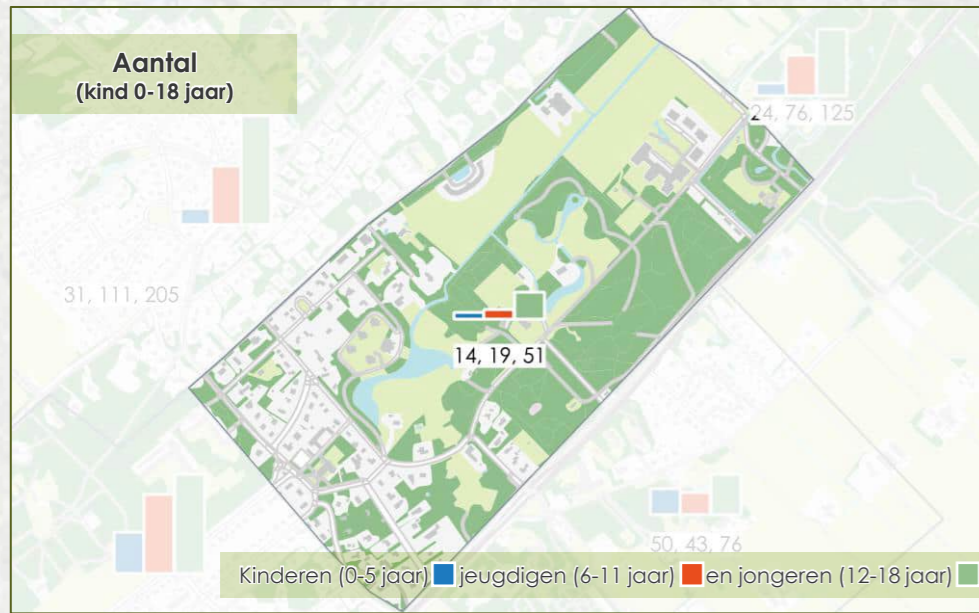 Aantal
(kind 0-18 jaar)
24, 76, 125
31, 111, 205
14, 19, 51
50, 43, 76
Kinderen (0-5 jaar) jeugdigen (6-11 jaar) en jongeren (12-18 jaar)